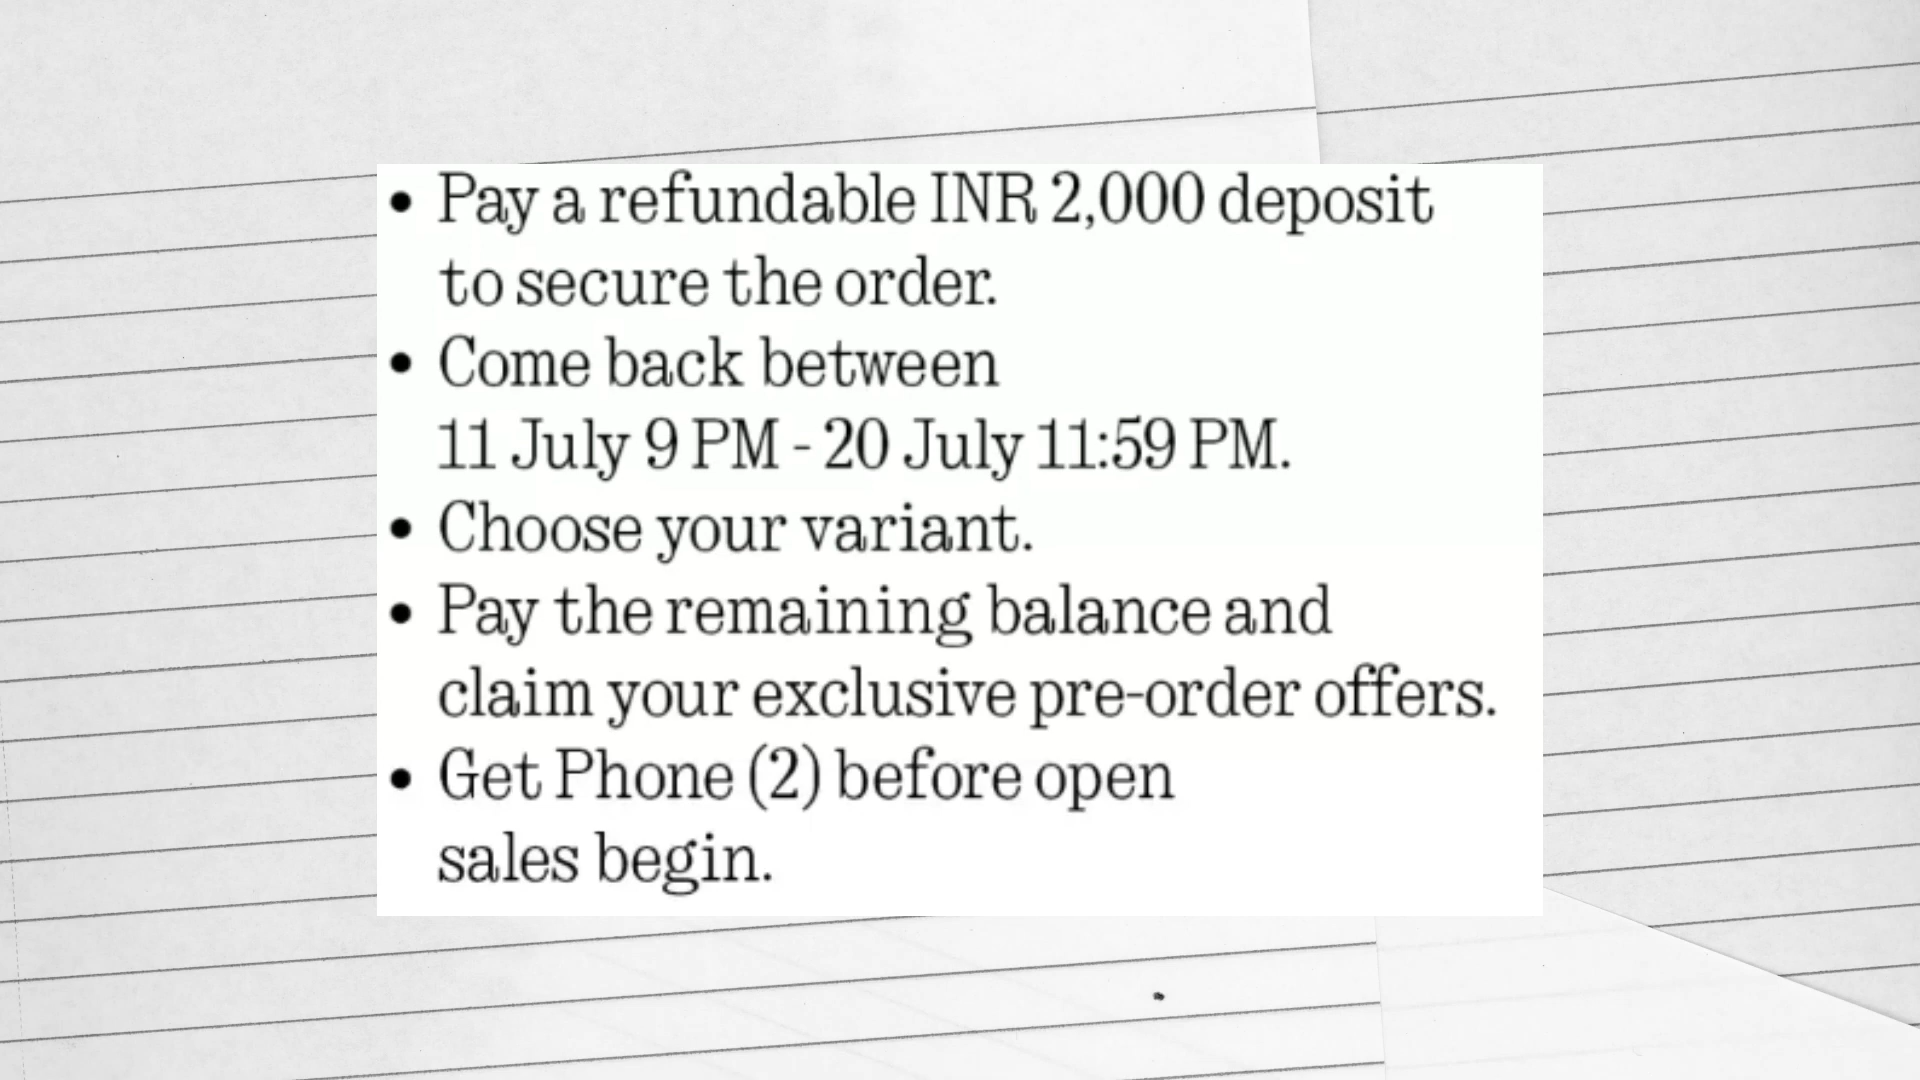 • Pay a refundable INR 2,000 deposit
to secure the order.
• Come back between
11 July 9 PM - 20 July 11:59 PM.
• Choose your variant.
• Pay the remaining balance and
claim your exclusive pre-order offers.
• Get Phone (2) before open
sales begin.